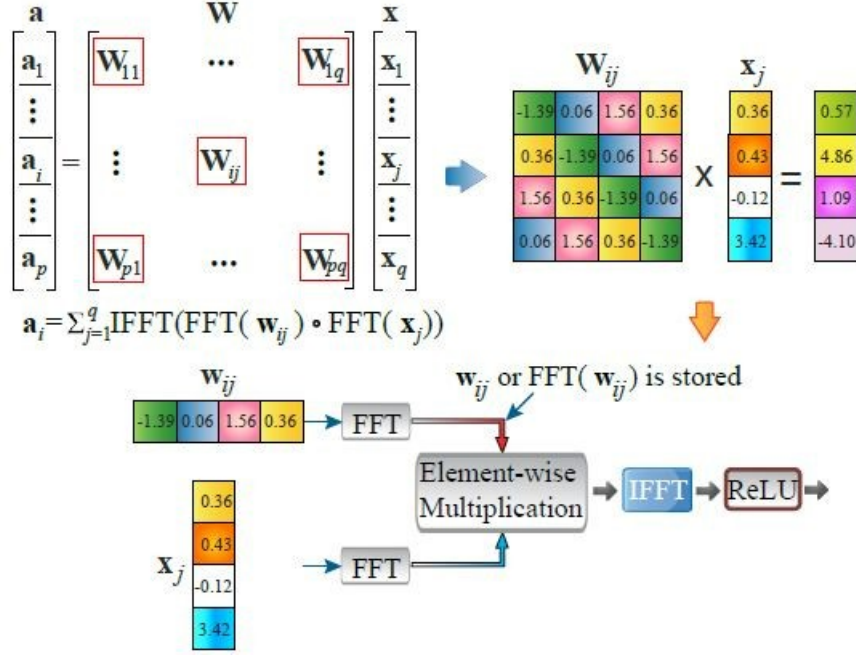 a W x
a₁ W₁₁ ... W₁q x₁
⋮ ⋮
aᵢ = ⋮ Wᵢⱼ ⋮ xⱼ
⋮ ⋮
aₚ Wₚ₁ ... Wₚq x_q
Wᵢⱼ xⱼ
-1.39 0.06 1.56 0.36 0.36 0.57
0.36 -1.39 0.06 1.56 0.43 4.86
X =
1.56 0.36 -1.39 0.06 -0.12 1.09
0.06 1.56 0.36 -1.39 3.42 -4.10
aᵢ=Σ_{j=1}^{q}IFFT(FFT( wᵢⱼ ) ∘ FFT( xⱼ))
wᵢⱼ
wᵢⱼ or FFT( wᵢⱼ ) is stored
-1.39 0.06 1.56 0.36
FFT
Element-wise
Multiplication
IFFT
ReLU
xⱼ
0.36
0.43
-0.12
3.42
FFT